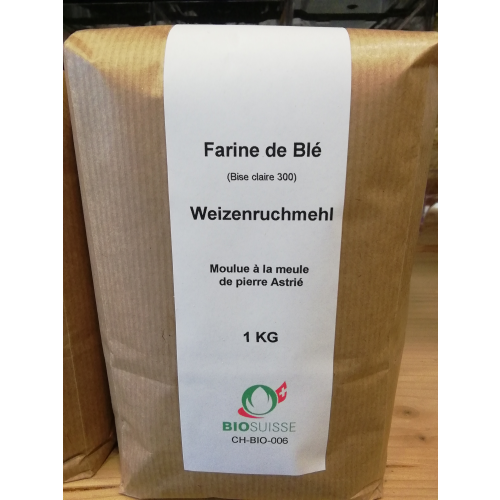 Farine de Blé
(Bise claire 300)
Weizenruchmehl
Moulue à la meule
de pierre Astrié
1 KG
BIOSUISSE
CH-BIO-006